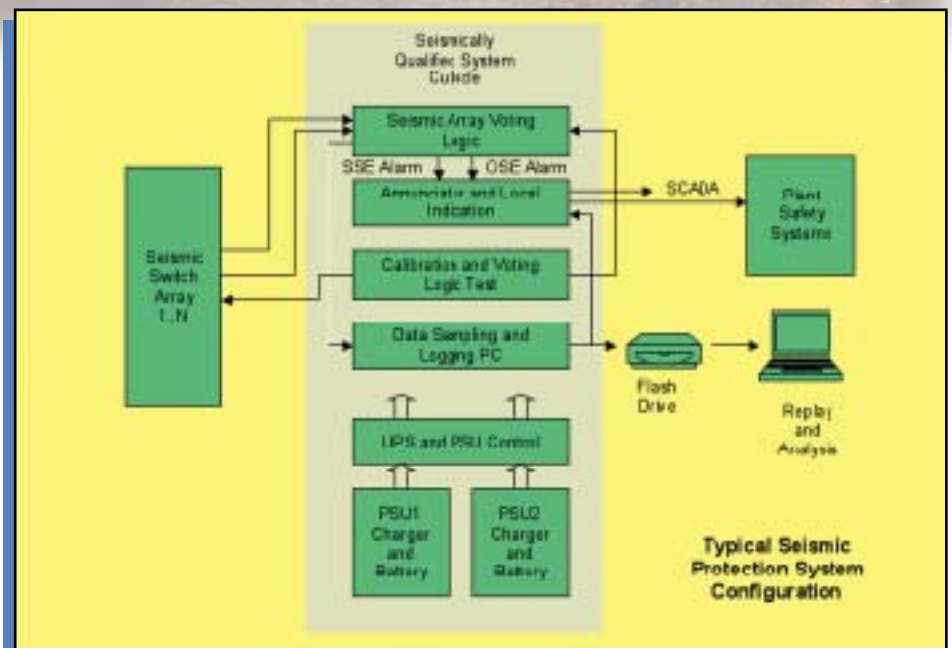 Seismically
Qualified System
Cubicle
Seismic Array Voting
Logic
SSE Alarm
OSE Alarm
Annunciator and Local
Indication
SCADA
Plant
Safety
Systems
Seismic
Switch
Array
1..N
Calibration and Voting
Logic Test
Data Sampling and
Logging PC
Flash
Drive
Replay
and
Analysis
UPS and PSU Control
PSU1
Charger
and
Battery
PSU2
Charger
and
Battery
Typical Seismic
Protection System
Configuration